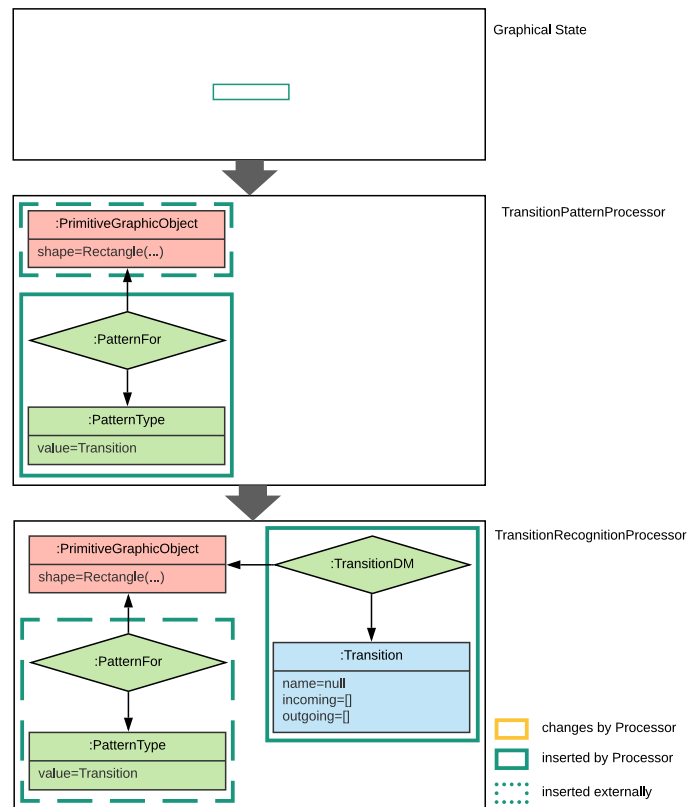 Graphical State
TransitionPatternProcessor
:PrimitiveGraphicObject
shape=Rectangle(...)
:PatternFor
:PatternType
value=Transition
TransitionRecognitionProcessor
:PrimitiveGraphicObject
shape=Rectangle(...)
:TransitionDM
:PatternFor
:Transition
name=null
incoming=[]
outgoing=[]
:PatternType
value=Transition
changes by Processor
inserted by Processor
inserted externally